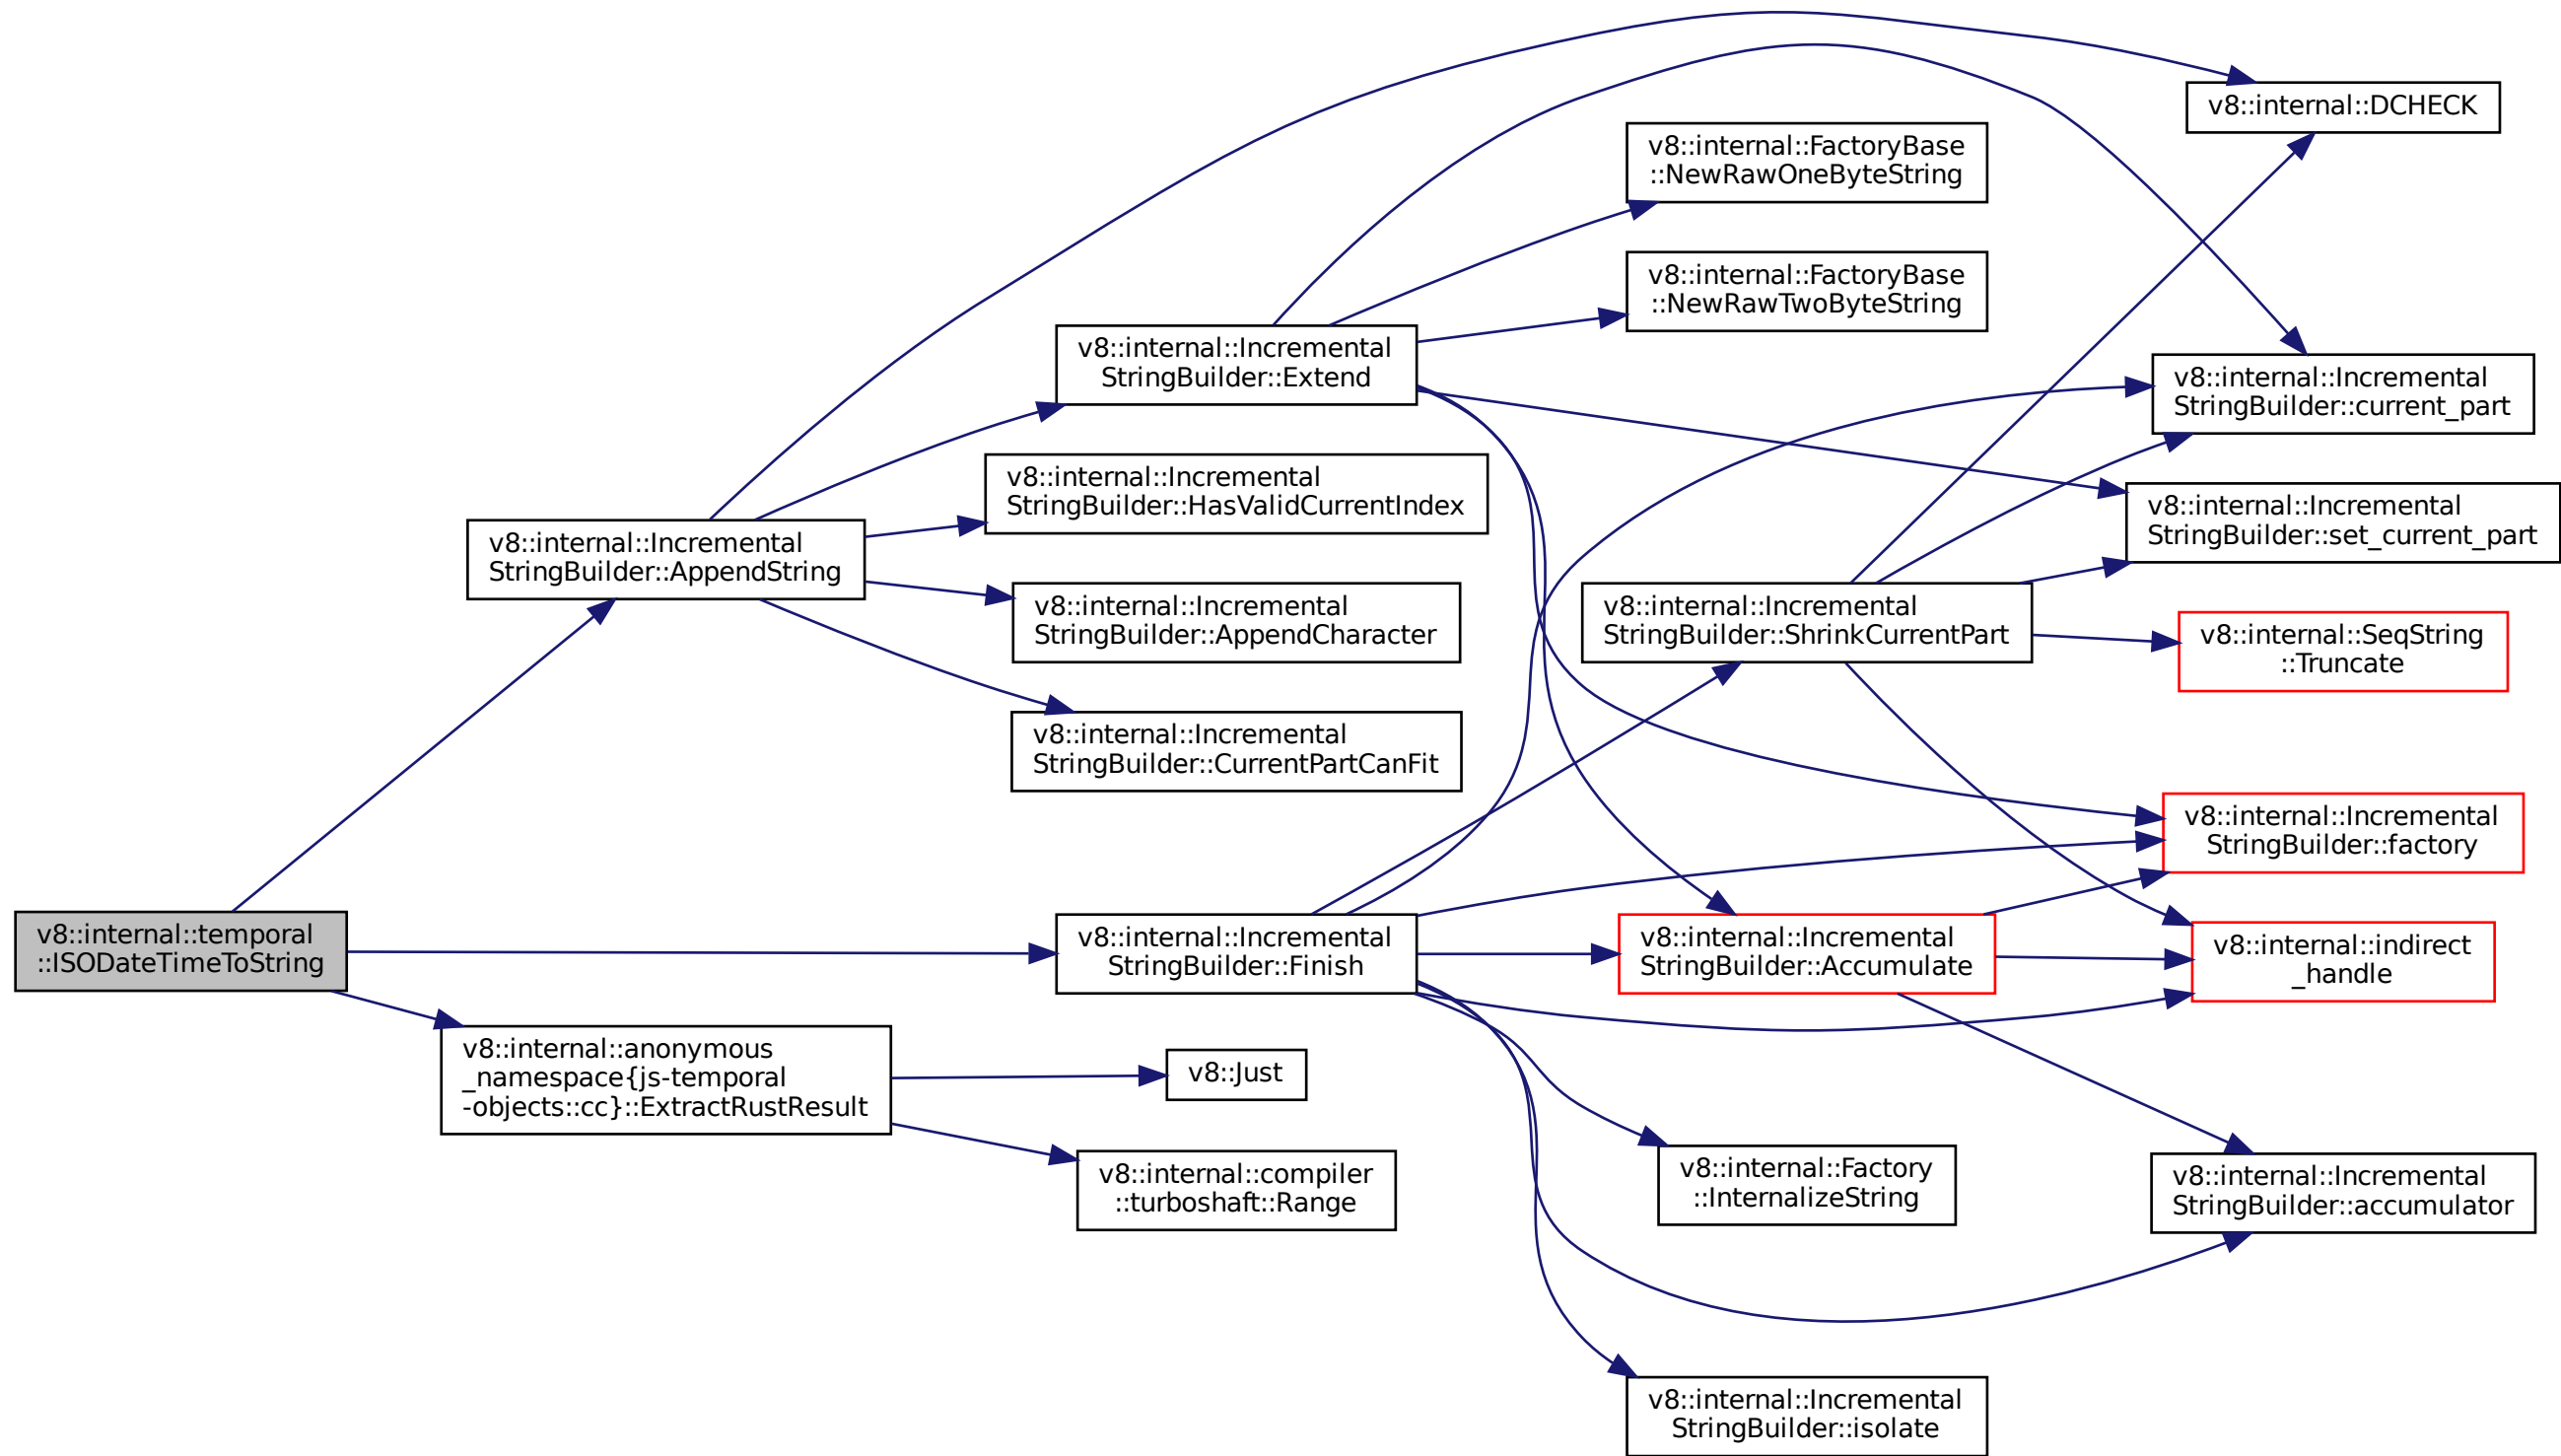 v8::internal::temporal
::ISODateTimeToString
v8::internal::Incremental
StringBuilder::AppendString
v8::internal::anonymous
_namespace{js-temporal
-objects::cc}::ExtractRustResult
v8::internal::Incremental
StringBuilder::Extend
v8::internal::Incremental
StringBuilder::HasValidCurrentIndex
v8::internal::Incremental
StringBuilder::AppendCharacter
v8::internal::Incremental
StringBuilder::CurrentPartCanFit
v8::internal::Incremental
StringBuilder::Finish
v8::Just
v8::internal::compiler
::turboshaft::Range
v8::internal::FactoryBase
::NewRawOneByteString
v8::internal::FactoryBase
::NewRawTwoByteString
v8::internal::Incremental
StringBuilder::ShrinkCurrentPart
v8::internal::Incremental
StringBuilder::Accumulate
v8::internal::Factory
::InternalizeString
v8::internal::Incremental
StringBuilder::isolate
v8::internal::DCHECK
v8::internal::Incremental
StringBuilder::current_part
v8::internal::Incremental
StringBuilder::set_current_part
v8::internal::SeqString
::Truncate
v8::internal::Incremental
StringBuilder::factory
v8::internal::indirect
_handle
v8::internal::Incremental
StringBuilder::accumulator